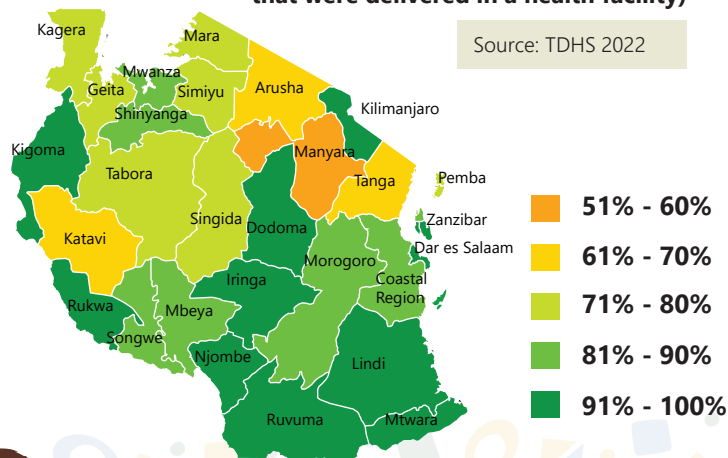 that were delivered in a health facility)
Source: TDHS 2022
Kagera
Mara
Mwanza
Geita
Simiyu
Arusha
Shinyanga
Kilimanjaro
Kigoma
Manyara
Tabora
Tanga
Pemba
Singida
Zanzibar
Katavi
Dodoma
Dar es Salaam
Morogoro
Iringa
Coastal
Region
Rukwa
Mbeya
Songwe
Njombe
Lindi
Ruvuma
Mtwara
51% - 60%
61% - 70%
71% - 80%
81% - 90%
91% - 100%